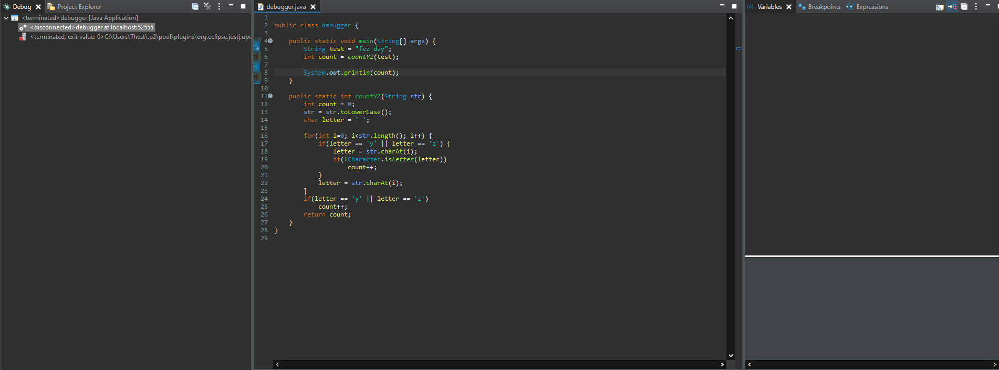 Debug Project Explorer
<terminated> debugger [Java Application]
<disconnected> debugger at localhost:52555
<terminated, exit value: 0> C:\Users\Thest\.p2\pool\plugins\org.eclipse.justj.ope
debugger.java
1
2 public class debugger {
3
4 public static void main(String[] args) {
5 String test = "fez day";
6 int count = countYZ(test);
7
8 System.out.println(count);
9 }
10
11 public static int countYZ(String str) {
12 int count = 0;
13 str = str.toLowerCase();
14 char letter = ' ';
15
16 for(int i=0; i<str.length(); i++) {
17 if(letter == 'y' || letter == 'z') {
18 letter = str.charAt(i);
19 if(!Character.isLetter(letter))
20 count++;
21 }
22 letter = str.charAt(i);
23 }
24 if(letter == 'y' || letter == 'z')
25 count++;
26 return count;
27 }
28 }
29
(x)= Variables Breakpoints Expressions